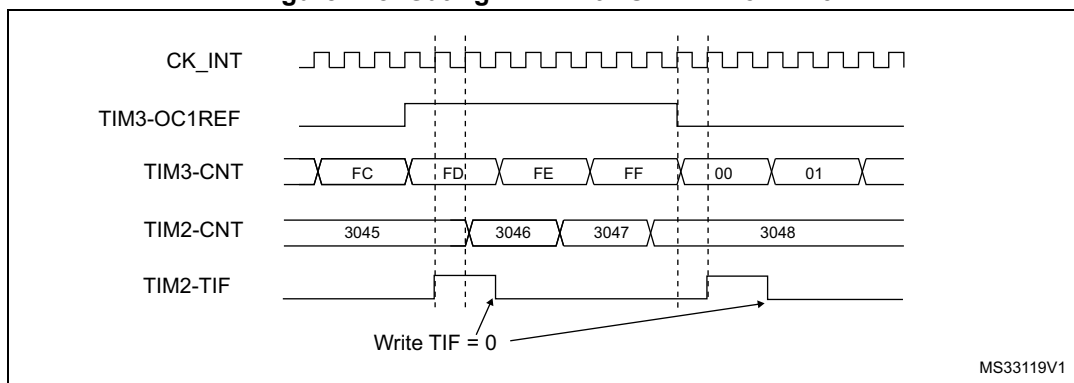 CK_INT
TIM3-OC1REF
TIM3-CNT FC FD FE FF 00 01
TIM2-CNT 3045 3046 3047 3048
TIM2-TIF
Write TIF = 0
MS33119V1